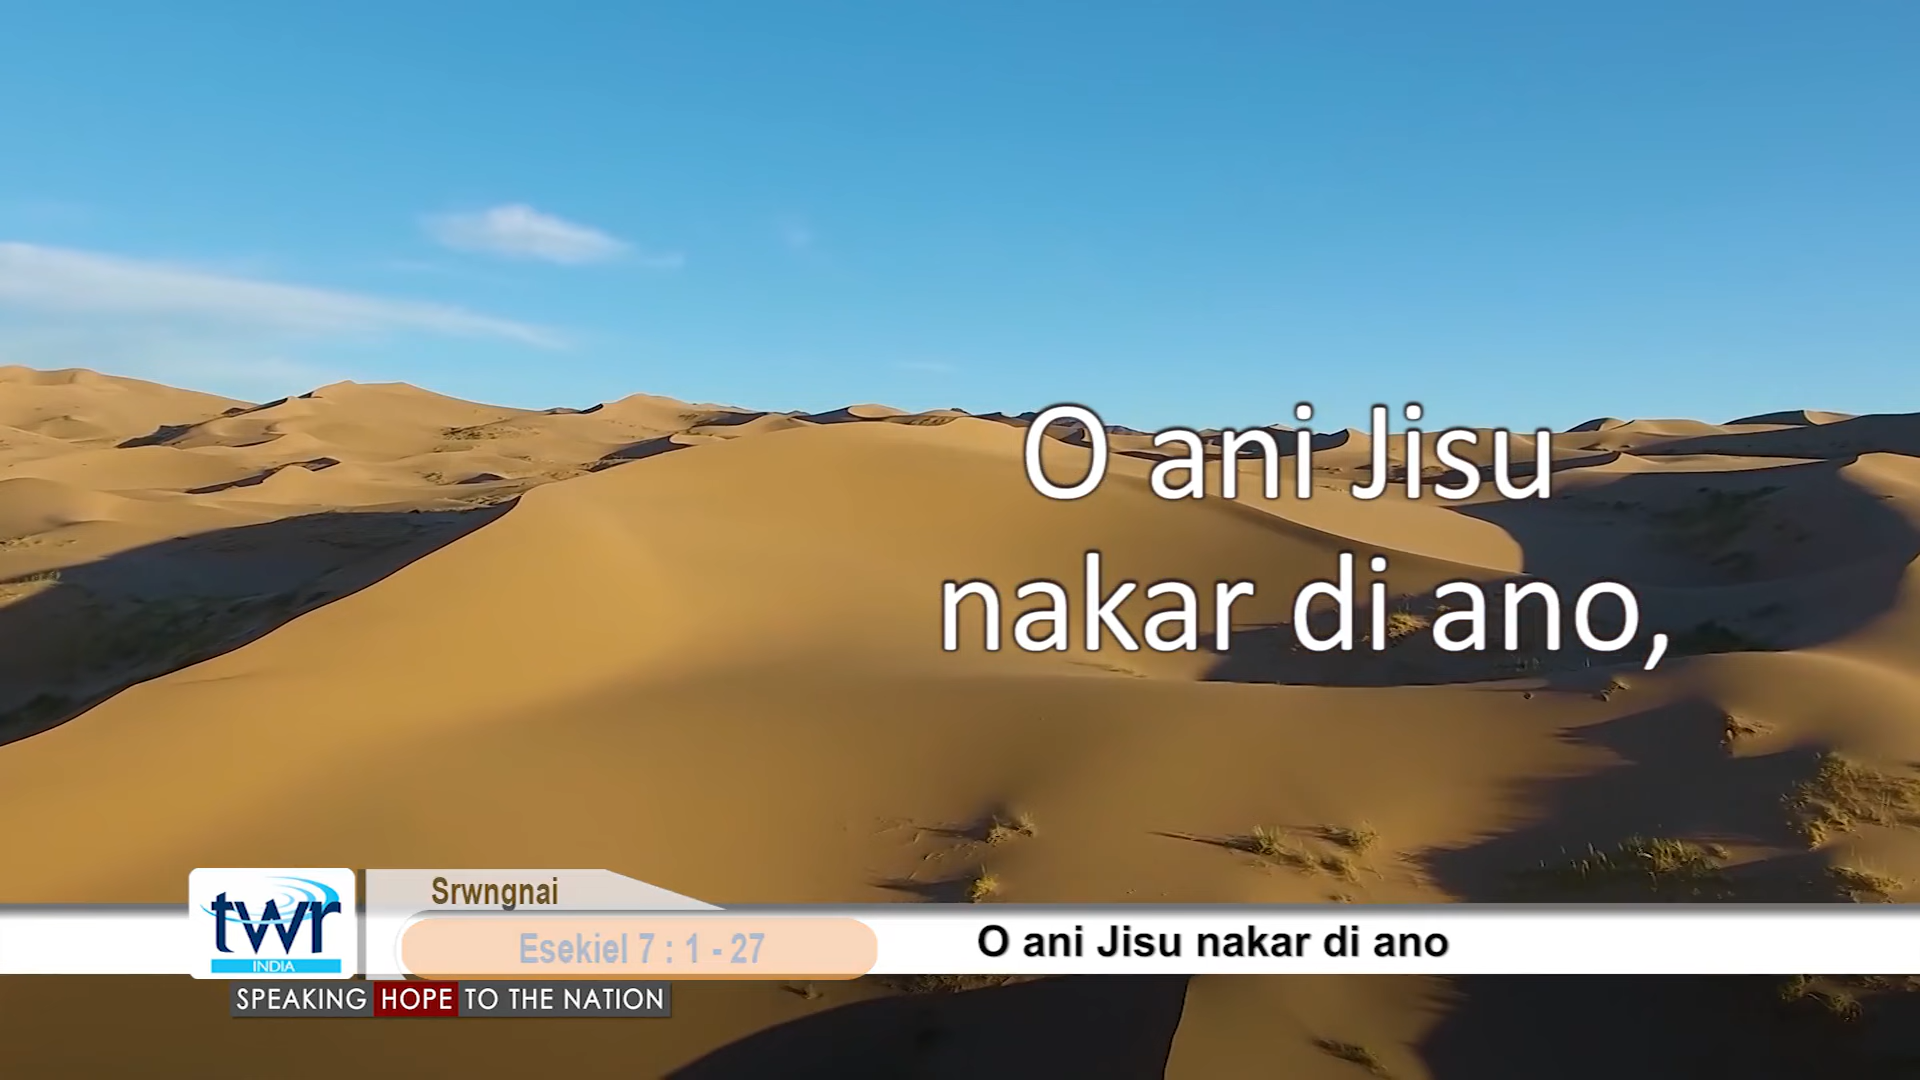 O ani Jisu
nakar di ano,
twr
INDIA
Srwngnai
Esekiel 7 : 1 - 27
O ani Jisu nakar di ano
SPEAKING HOPE TO THE NATION